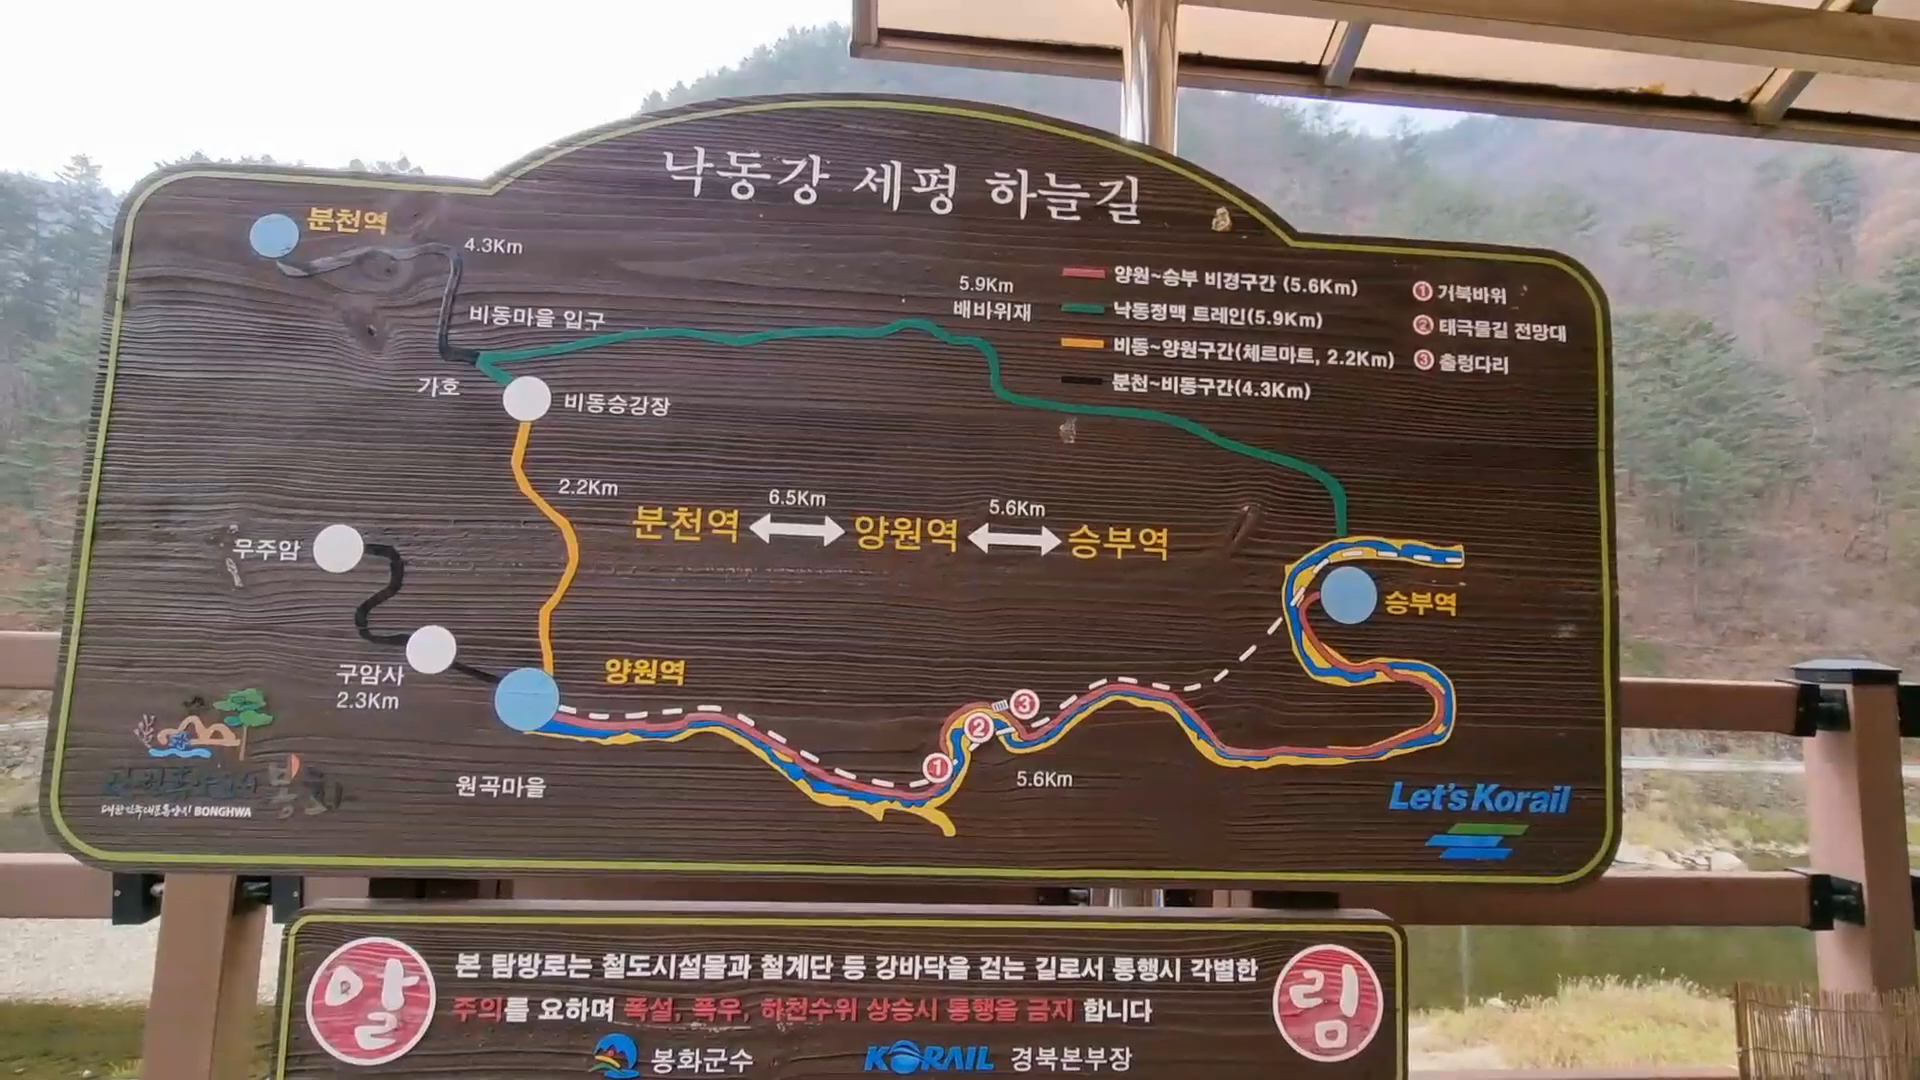 낙동강 세평 하늘길
분천역
4.3Km
비동마을 입구
가호
비동승강장
5.9Km
배바위재
양원~승부 비경구간 (5.6Km)
낙동정맥 트레인(5.9Km)
비동~양원구간(체르마트, 2.2Km)
분천~비동구간(4.3Km)
① 거북바위
② 태극물길 전망대
③ 출렁다리
2.2Km
6.5Km
5.6Km
분천역 양원역 승부역
무주암
구암사
2.3Km
양원역
승부역
원곡마을
1
2
3
5.6Km
봉화
BONGHWA
Let's Korail
알 림
본 탐방로는 철도시설물과 철계단 등 강바닥을 걷는 길로서 통행시 각별한
주의를 요하며 폭설, 폭우, 하천수위 상승시 통행을 금지 합니다
봉화군수 KORAIL 경북본부장